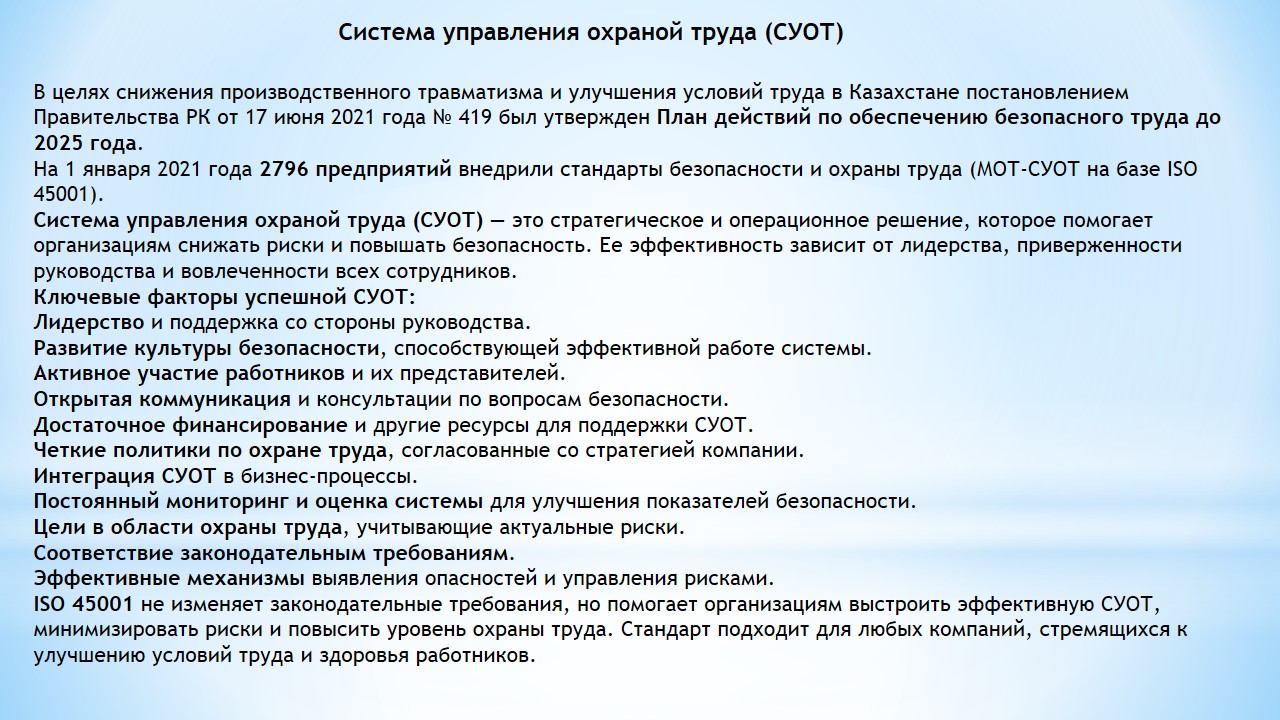 Система управления охраной труда (СУОТ)
В целях снижения производственного травматизма и улучшения условий труда в Казахстане постановлением
Правительства РК от 17 июня 2021 года № 419 был утвержден План действий по обеспечению безопасного труда до
2025 года.
На 1 января 2021 года 2796 предприятий внедрили стандарты безопасности и охраны труда (МОТ-СУОТ на базе ISO
45001).
Система управления охраной труда (СУОТ) — это стратегическое и операционное решение, которое помогает
организациям снижать риски и повышать безопасность. Ее эффективность зависит от лидерства, приверженности
руководства и вовлеченности всех сотрудников.
Ключевые факторы успешной СУОТ:
Лидерство и поддержка со стороны руководства.
Развитие культуры безопасности, способствующей эффективной работе системы.
Активное участие работников и их представителей.
Открытая коммуникация и консультации по вопросам безопасности.
Достаточное финансирование и другие ресурсы для поддержки СУОТ.
Четкие политики по охране труда, согласованные со стратегией компании.
Интеграция СУОТ в бизнес-процессы.
Постоянный мониторинг и оценка системы для улучшения показателей безопасности.
Цели в области охраны труда, учитывающие актуальные риски.
Соответствие законодательным требованиям.
Эффективные механизмы выявления опасностей и управления рисками.
ISO 45001 не изменяет законодательные требования, но помогает организациям выстроить эффективную СУОТ,
минимизировать риски и повысить уровень охраны труда. Стандарт подходит для любых компаний, стремящихся к
улучшению условий труда и здоровья работников.